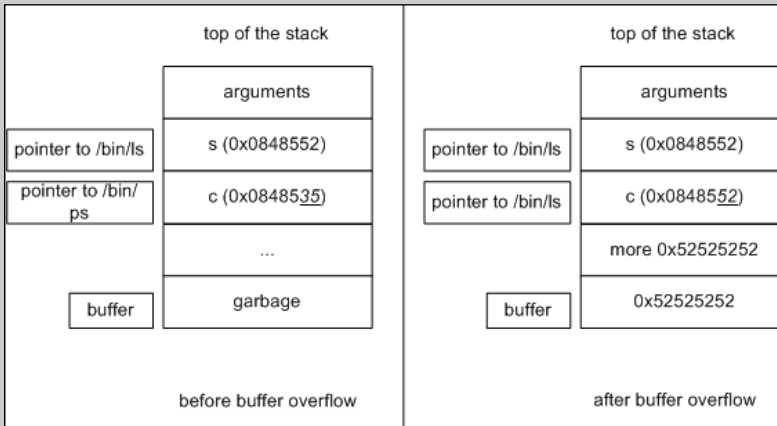 top of the stack
arguments
pointer to /bin/ls
s (0x0848552)
pointer to /bin/
ps
c (0x0848535)
...
buffer
garbage
before buffer overflow
top of the stack
arguments
pointer to /bin/ls
s (0x0848552)
pointer to /bin/ls
c (0x0848552)
more 0x52525252
buffer
0x52525252
after buffer overflow